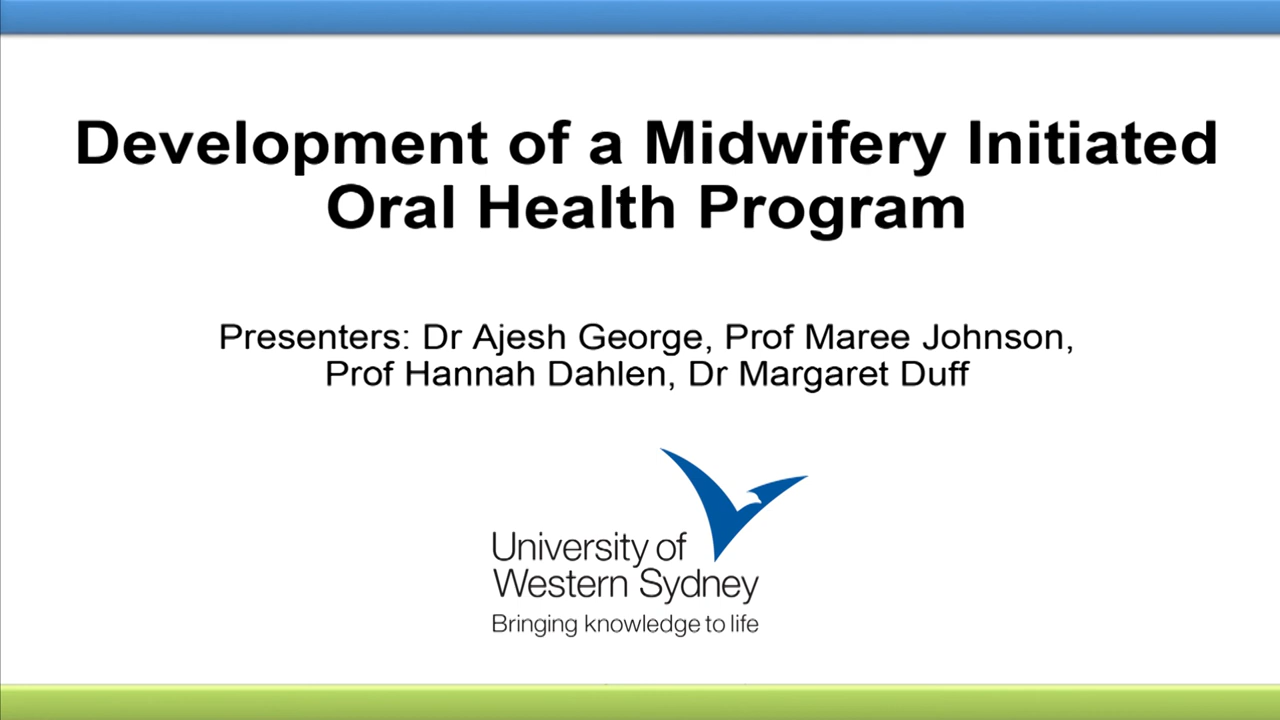 Development of a Midwifery Initiated
Oral Health Program
Presenters: Dr Ajesh George, Prof Maree Johnson,
Prof Hannah Dahlen, Dr Margaret Duff
University of
Western Sydney
Bringing knowledge to life